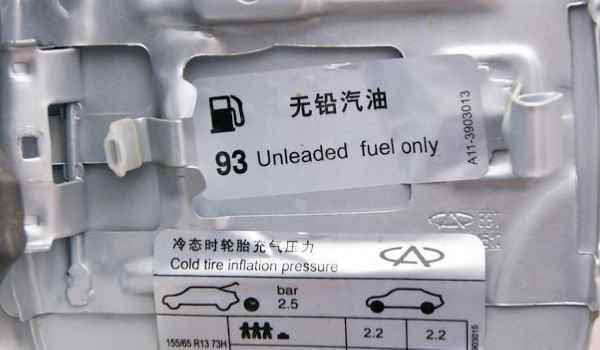 无铅汽油
93 Unleaded fuel only
A11-3903013
冷态时轮胎充气压力
Cold tire inflation pressure
bar
2.5
155/65 R13 73H
2.2
2.2